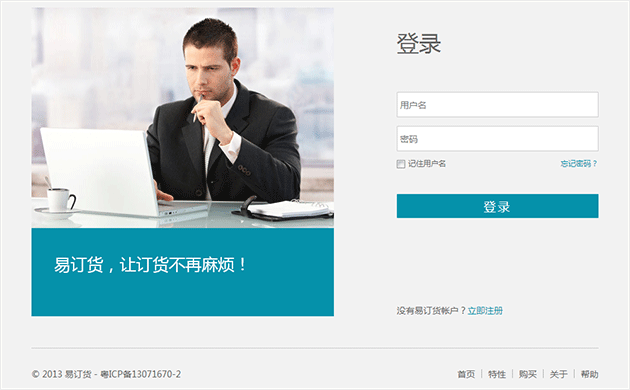 登录
用户名
密码
记住用户名 忘记密码？
登录
易订货，让订货不再麻烦！
没有易订货帐户？立即注册
© 2013 易订货 - 粤ICP备13071670-2
首页 | 特性 | 购买 | 关于 | 帮助